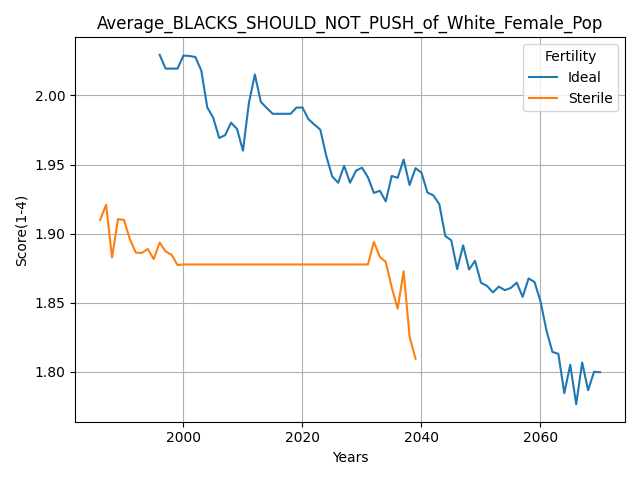 Average_BLACKS_SHOULD_NOT_PUSH_of_White_Female_Pop
Fertility
Ideal
Sterile
Score(1-4)
2.00
1.95
1.90
1.85
1.80
2000 2020 2040 2060
Years